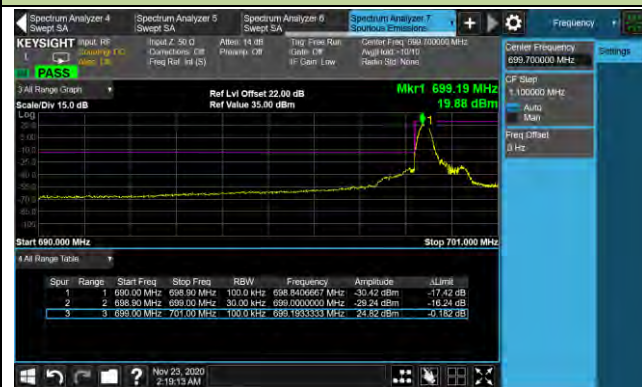 Spectrum Analyzer 4
Swept SA
Spectrum Analyzer 5
Swept SA
Spectrum Analyzer 6
Swept SA
Spectrum Analyzer 7
Spurious Emissions
Frequency
KEYSIGHT
Input: RF
Coupling: DC
Align: Off
Input Z: 50 Ω
Corrections: Off
Freq Ref: Int (S)
Atten: 14 dB
Preamp: Off
Trig: Free Run
Gate: Off
IF Gain: Low
Center Freq: 699.700000 MHz
Avg|Hold: >10/10
Radio Std: None
PASS
3 All Range Graph
Scale/Div 15.0 dB
Ref Lvl Offset 22.00 dB
Ref Value 35.00 dBm
Mkr1 699.19 MHz
19.88 dBm
Log
1
Start 690.000 MHz
Stop 701.000 MHz
4 All Range Table
Spur Range Start Freq Stop Freq RBW Frequency Amplitude ΔLimit
1 1 690.00 MHz 698.90 MHz 100.0 kHz 698.8406667 MHz -30.42 dBm -17.42 dB
2 2 698.90 MHz 699.00 MHz 30.00 kHz 699.0000000 MHz -29.24 dBm -16.24 dB
3 3 699.00 MHz 701.00 MHz 100.0 kHz 699.1933333 MHz 24.82 dBm -0.182 dB
Nov 23, 2020
2:19:13 AM
Center Frequency
699.700000 MHz
Settings
CF Step
1.100000 MHz
Auto
Man
Freq Offset
0 Hz